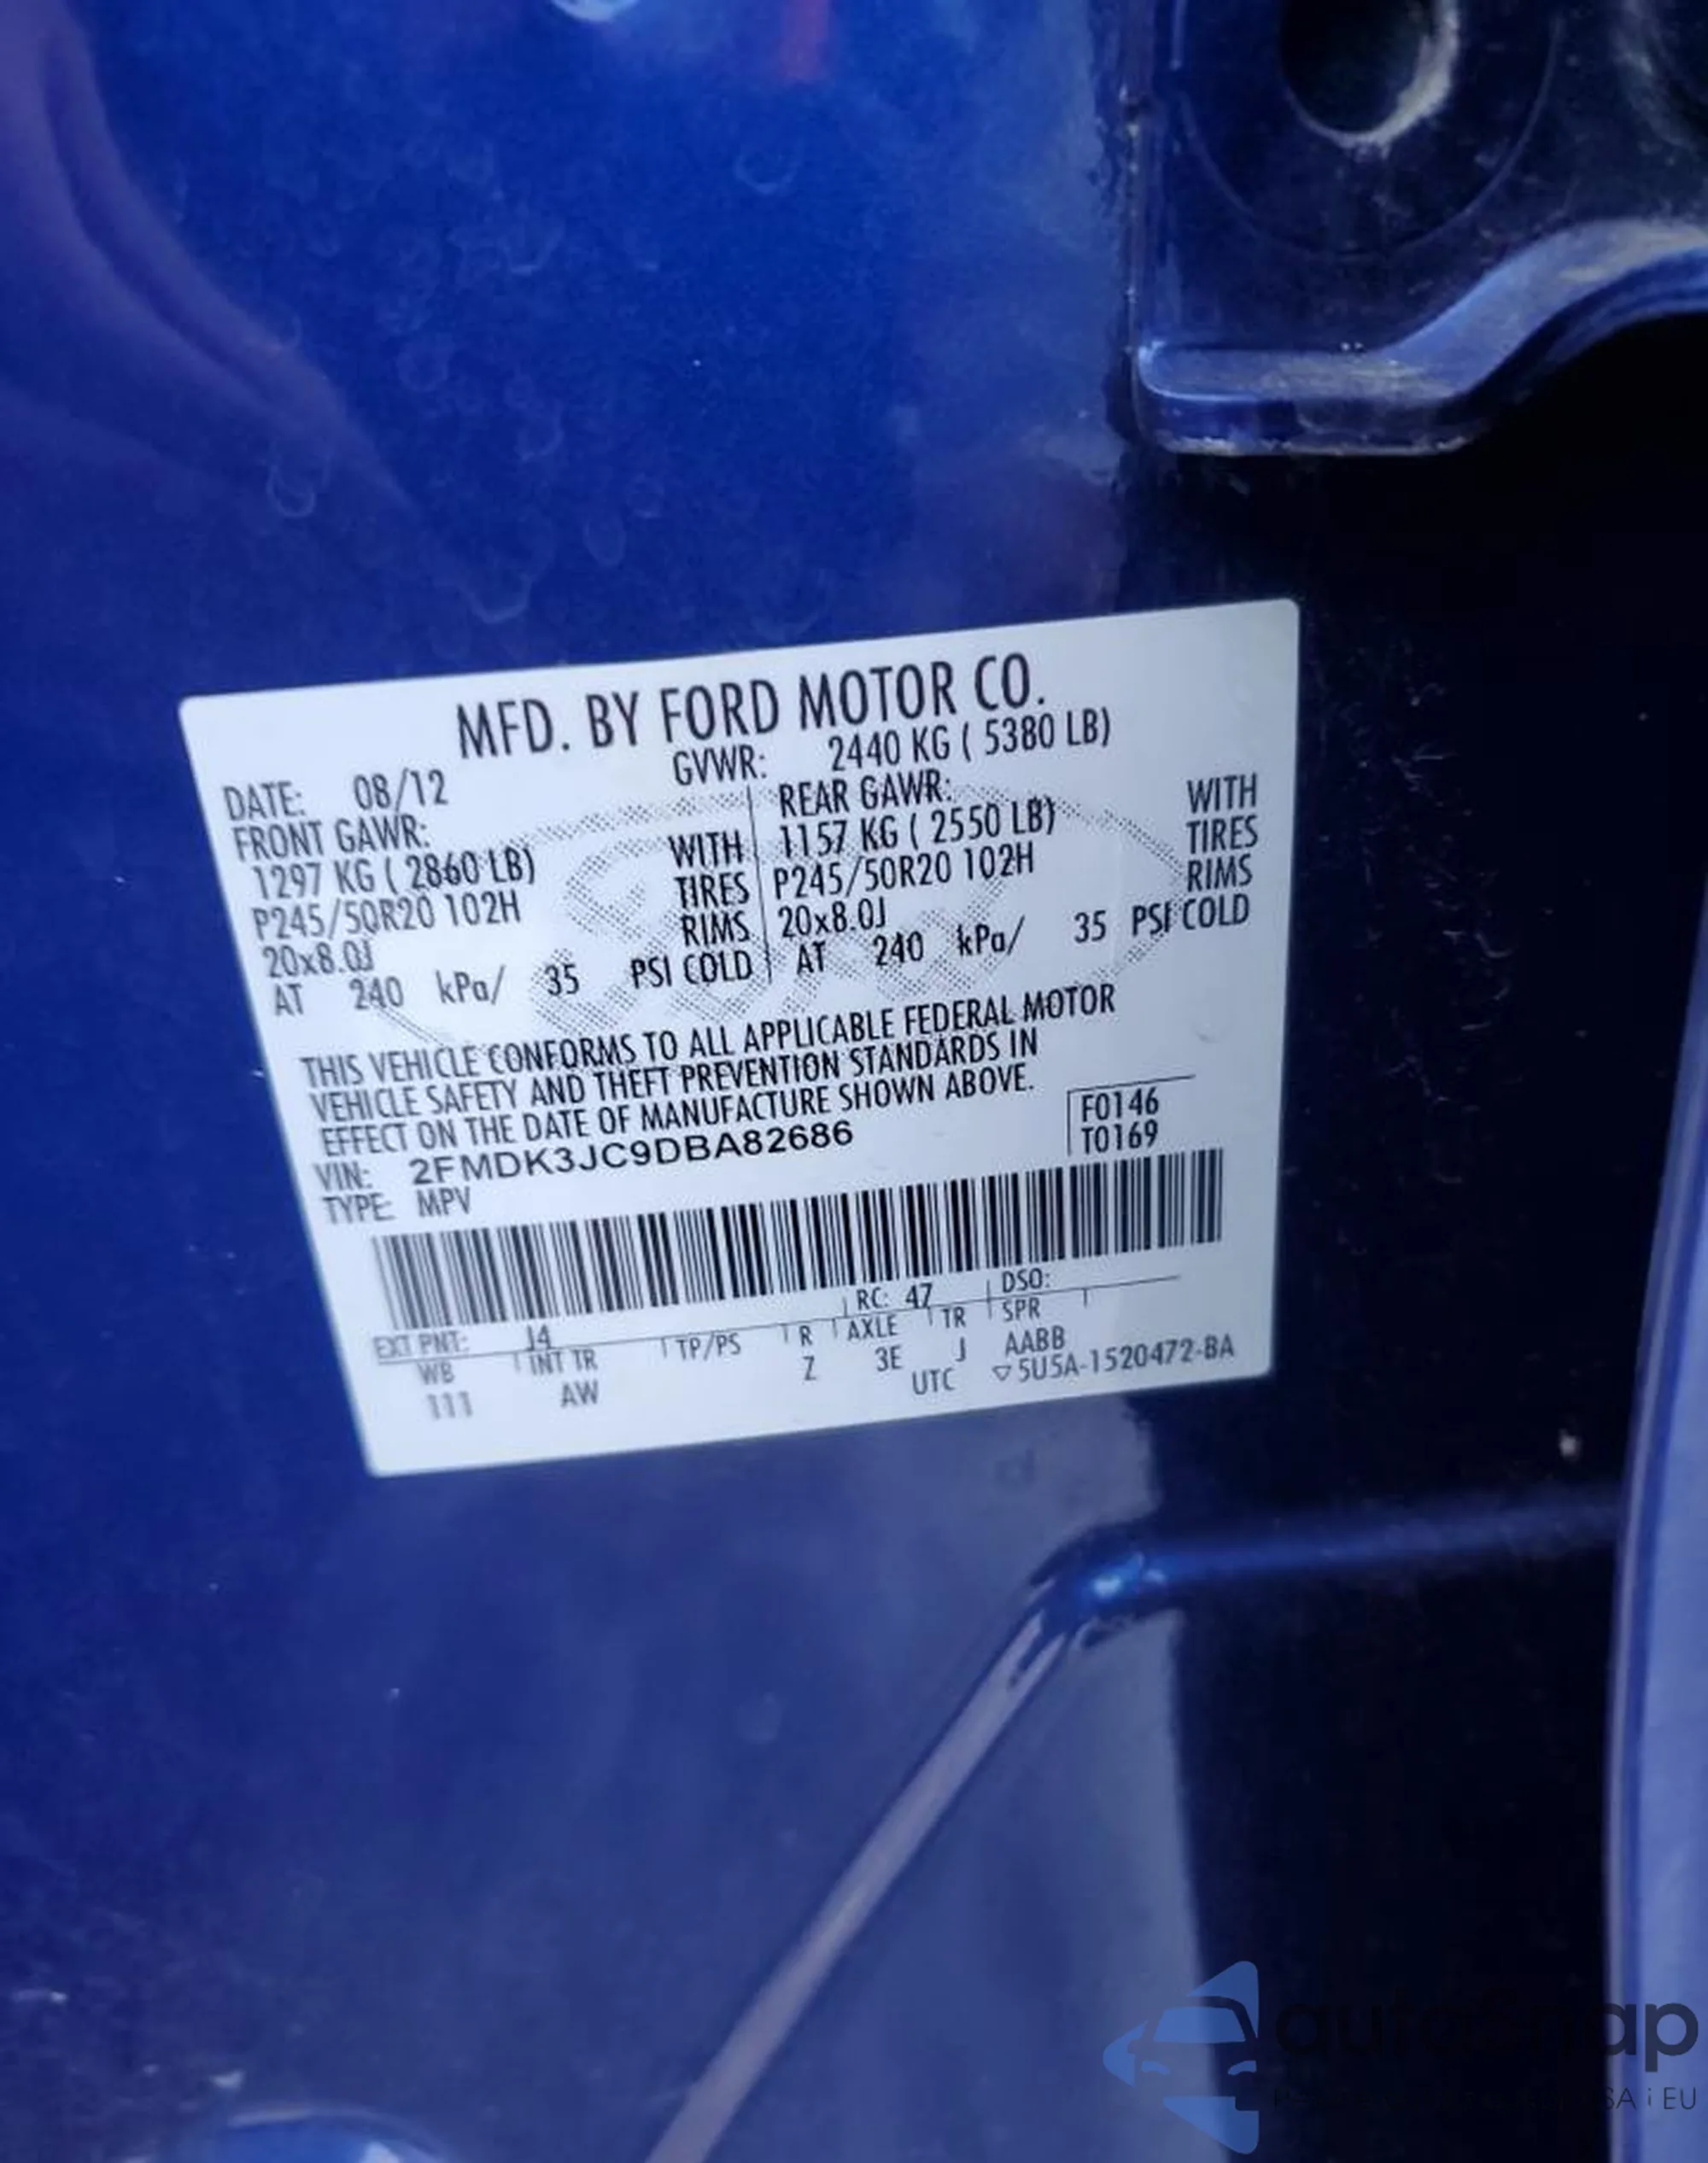 MFD. BY FORD MOTOR CO.
DATE: 08/12 GVWR: 2440 KG ( 5380 LB)
FRONT GAWR: REAR GAWR:
1297 KG ( 2860 LB) WITH 1157 KG ( 2550 LB) WITH
P245/50R20 102H TIRES P245/50R20 102H TIRES
20x8.0J RIMS 20x8.0J RIMS
AT 240 kPa/ 35 PSI COLD AT 240 kPa/ 35 PSI COLD
THIS VEHICLE CONFORMS TO ALL APPLICABLE FEDERAL MOTOR
VEHICLE SAFETY AND THEFT PREVENTION STANDARDS IN
EFFECT ON THE DATE OF MANUFACTURE SHOWN ABOVE.
VIN: 2FMDK3JC9DBA82686 F0146
TYPE: MPV T0169
EXT PNT: J4 RC: 47 DSO:
WB INT TR TP/PS R AXLE TR SPR
111 AW Z 3E J AABB
UTC ▽5U5A-1520472-BA
autoSnap